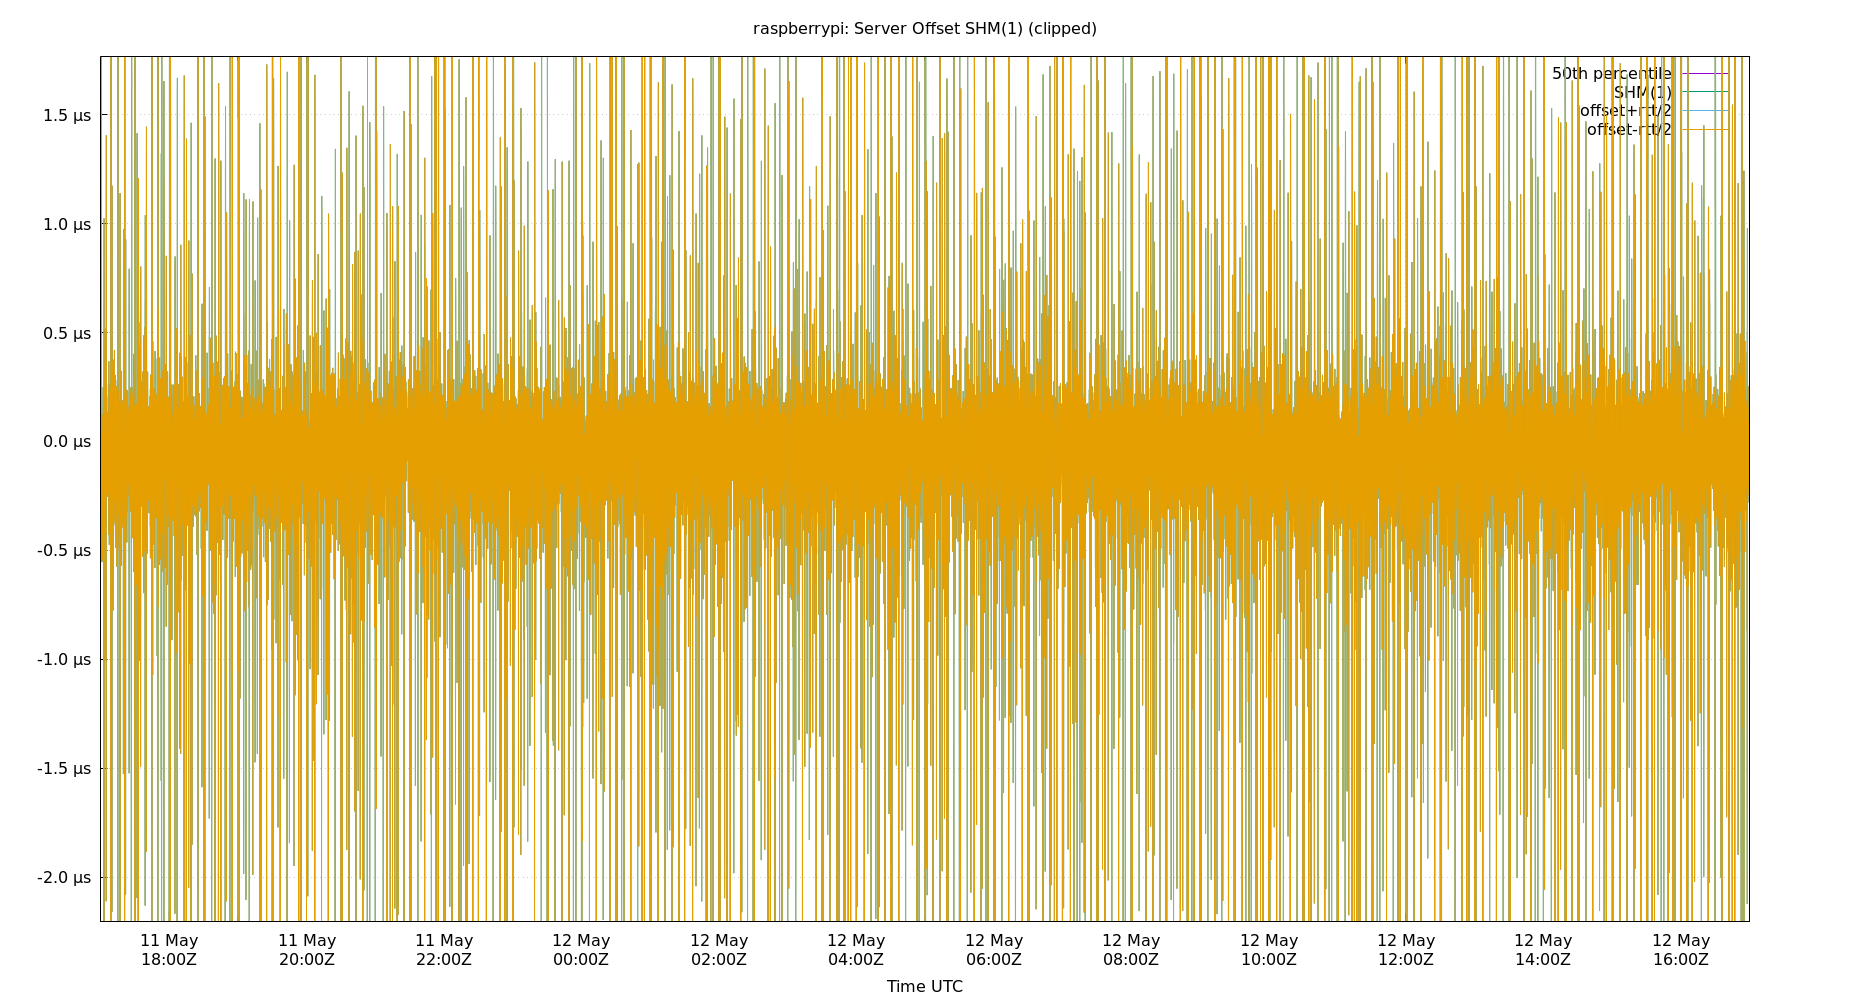 raspberrypi: Server Offset SHM(1) (clipped)
50th percentile
SHM(1)
offset+rtt/2
offset-rtt/2
1.5 µs
1.0 µs
0.5 µs
0.0 µs
-0.5 µs
-1.0 µs
-1.5 µs
-2.0 µs
11 May 11 May 11 May 12 May 12 May 12 May 12 May 12 May 12 May 12 May 12 May 12 May
18:00Z 20:00Z 22:00Z 00:00Z 02:00Z 04:00Z 06:00Z 08:00Z 10:00Z 12:00Z 14:00Z 16:00Z
Time UTC